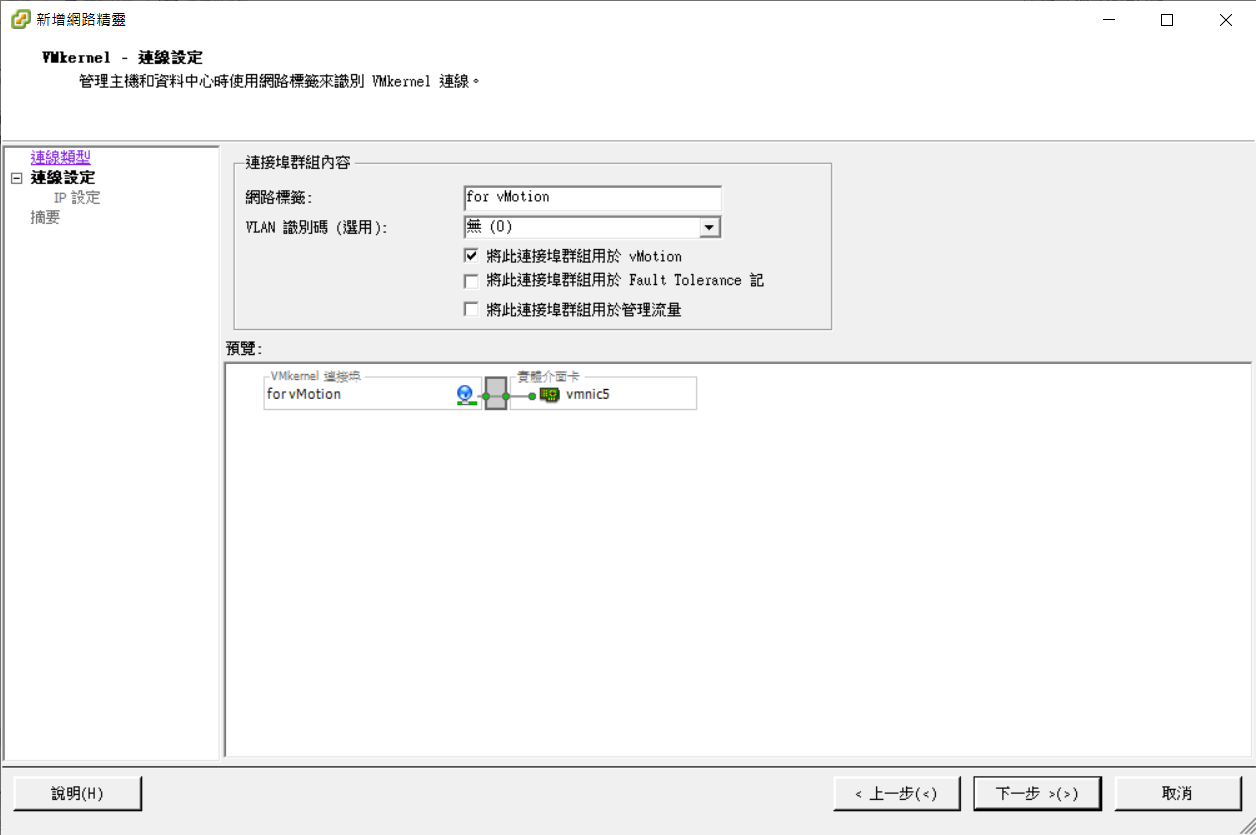 新增網路精靈
VMkernel - 連線設定
管理主機和資料中心時使用網路標籤來識別 VMkernel 連線。
連線類型
連線設定
IP 設定
摘要
連接埠群組內容
網路標籤:
for vMotion
VLAN 識別碼 (選用):
無 (0)
將此連接埠群組用於 vMotion
將此連接埠群組用於 Fault Tolerance 記
將此連接埠群組用於管理流量
預覽:
VMkernel 連接埠
實體介面卡
for vMotion
vmnic5
說明(H)
< 上一步(<)
下一步 >(>)
取消